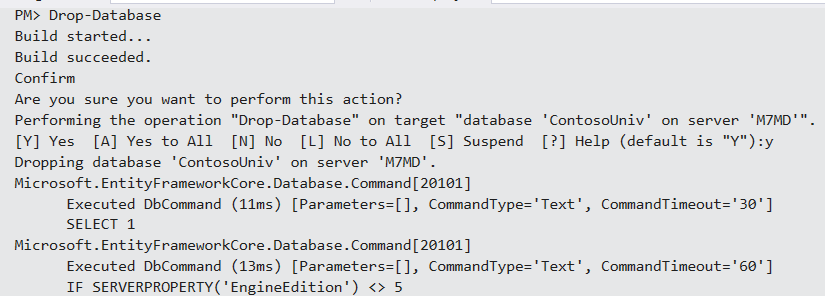 PM> Drop-Database
Build started...
Build succeeded.
Confirm
Are you sure you want to perform this action?
Performing the operation "Drop-Database" on target "database 'ContosoUniv' on server 'M7MD'".
[Y] Yes  [A] Yes to All  [N] No  [L] No to All  [S] Suspend  [?] Help (default is "Y"):y
Dropping database 'ContosoUniv' on server 'M7MD'.
Microsoft.EntityFrameworkCore.Database.Command[20101]
      Executed DbCommand (11ms) [Parameters=[], CommandType='Text', CommandTimeout='30']
      SELECT 1
Microsoft.EntityFrameworkCore.Database.Command[20101]
      Executed DbCommand (13ms) [Parameters=[], CommandType='Text', CommandTimeout='60']
      IF SERVERPROPERTY('EngineEdition') <> 5